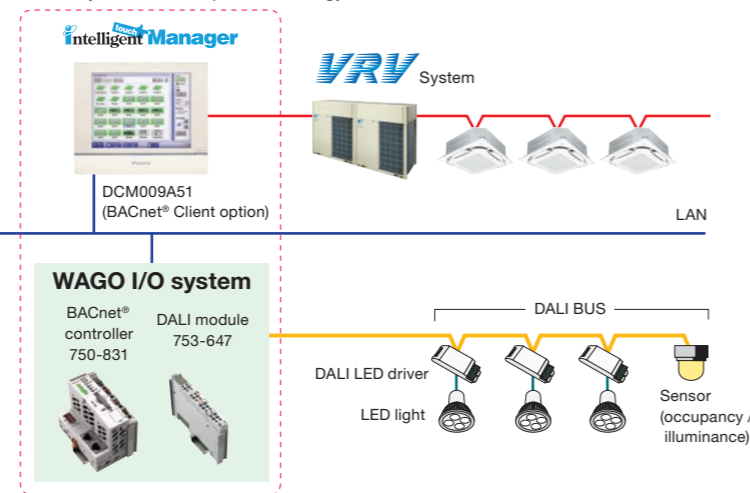 intelligent touch Manager
VRV System
DCM009A51
(BACnet® Client option)
LAN
WAGO I/O system
BACnet®
controller
750-831
DALI module
753-647
DALI BUS
DALI LED driver
LED light
Sensor
(occupancy /
illuminance)